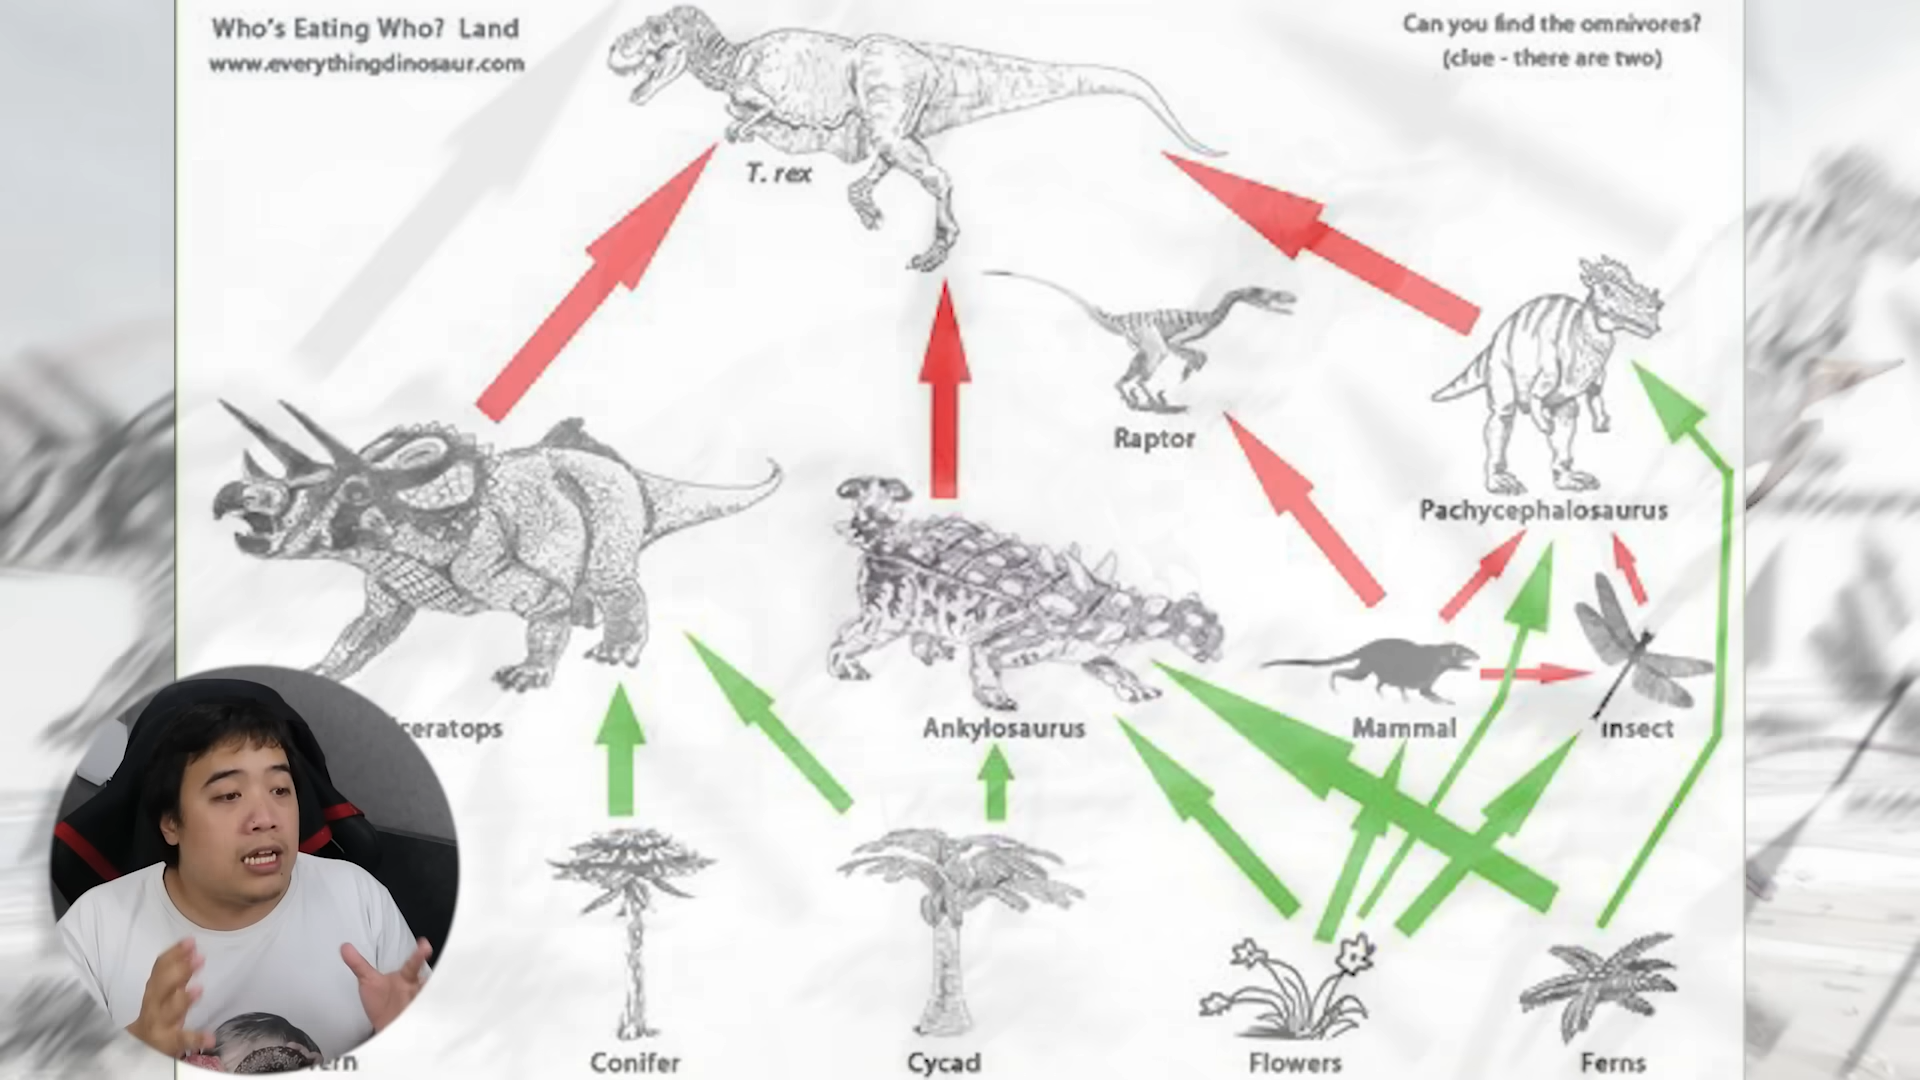 Who's Eating Who? Land
www.everythingdinosaur.com
Can you find the omnivores?
(clue - there are two)
T. rex
Raptor
Pachycephalosaurus
ceratops
Ankylosaurus
Mammal
Insect
ern
Conifer
Cycad
Flowers
Ferns